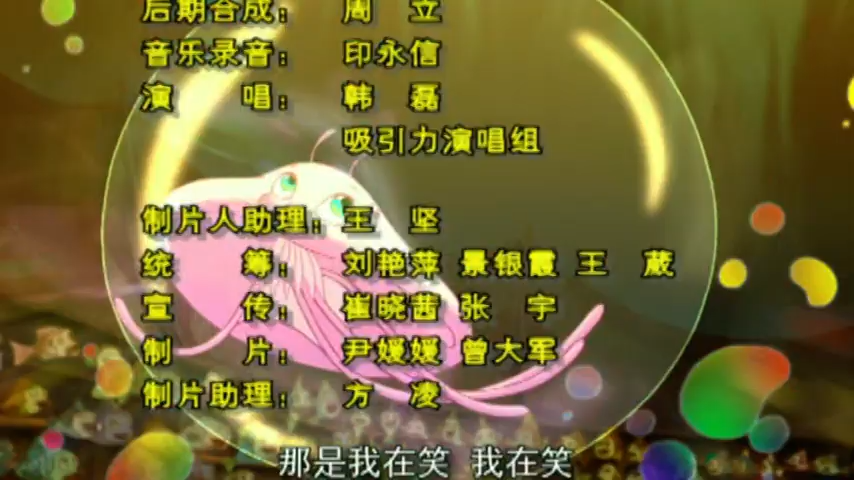 后期合成： 周 立
音乐录音： 印永信
演 唱： 韩 磊
吸引力演唱组
制片人助理：王 坚
统 筹： 刘艳萍 景银霞 王 葳
宣 传： 崔晓茜 张 宇
制 片： 尹媛媛 曾大军
制片助理： 方 凌
那是我在笑 我在笑